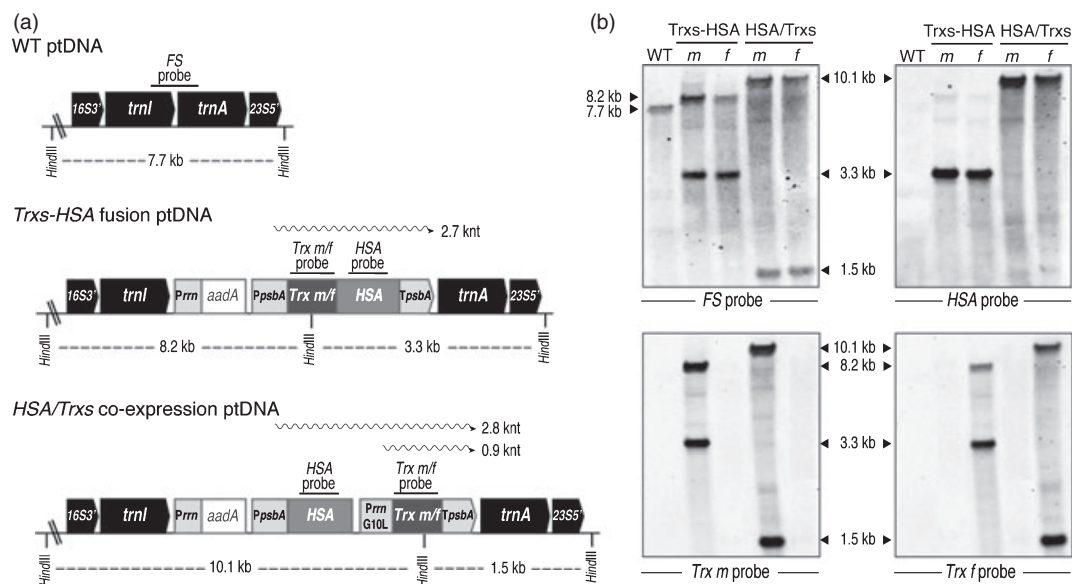 (a)
WT ptDNA
FS probe
16S3' trnI trnA 23S5'
HindIII HindIII
7.7 kb
Trxs-HSA fusion ptDNA
2.7 knt
Trx m/f probe HSA probe
16S3' trnI Prrn aadA PpsbA Trx m/f HSA TpsbA trnA 23S5'
HindIII HindIII HindIII
8.2 kb 3.3 kb
HSA/Trxs co-expression ptDNA
2.8 knt
0.9 knt
HSA probe Trx m/f probe
16S3' trnI Prrn aadA PpsbA HSA Prrn G10L Trx m/f TpsbA trnA 23S5'
HindIII HindIII HindIII
10.1 kb 1.5 kb
(b)
Trxs-HSA HSA/Trxs Trxs-HSA HSA/Trxs
WT m f m f WT m f m f
10.1 kb
8.2 kb
7.7 kb
3.3 kb
1.5 kb
FS probe HSA probe
10.1 kb
8.2 kb
3.3 kb
1.5 kb
Trx m probe Trx f probe